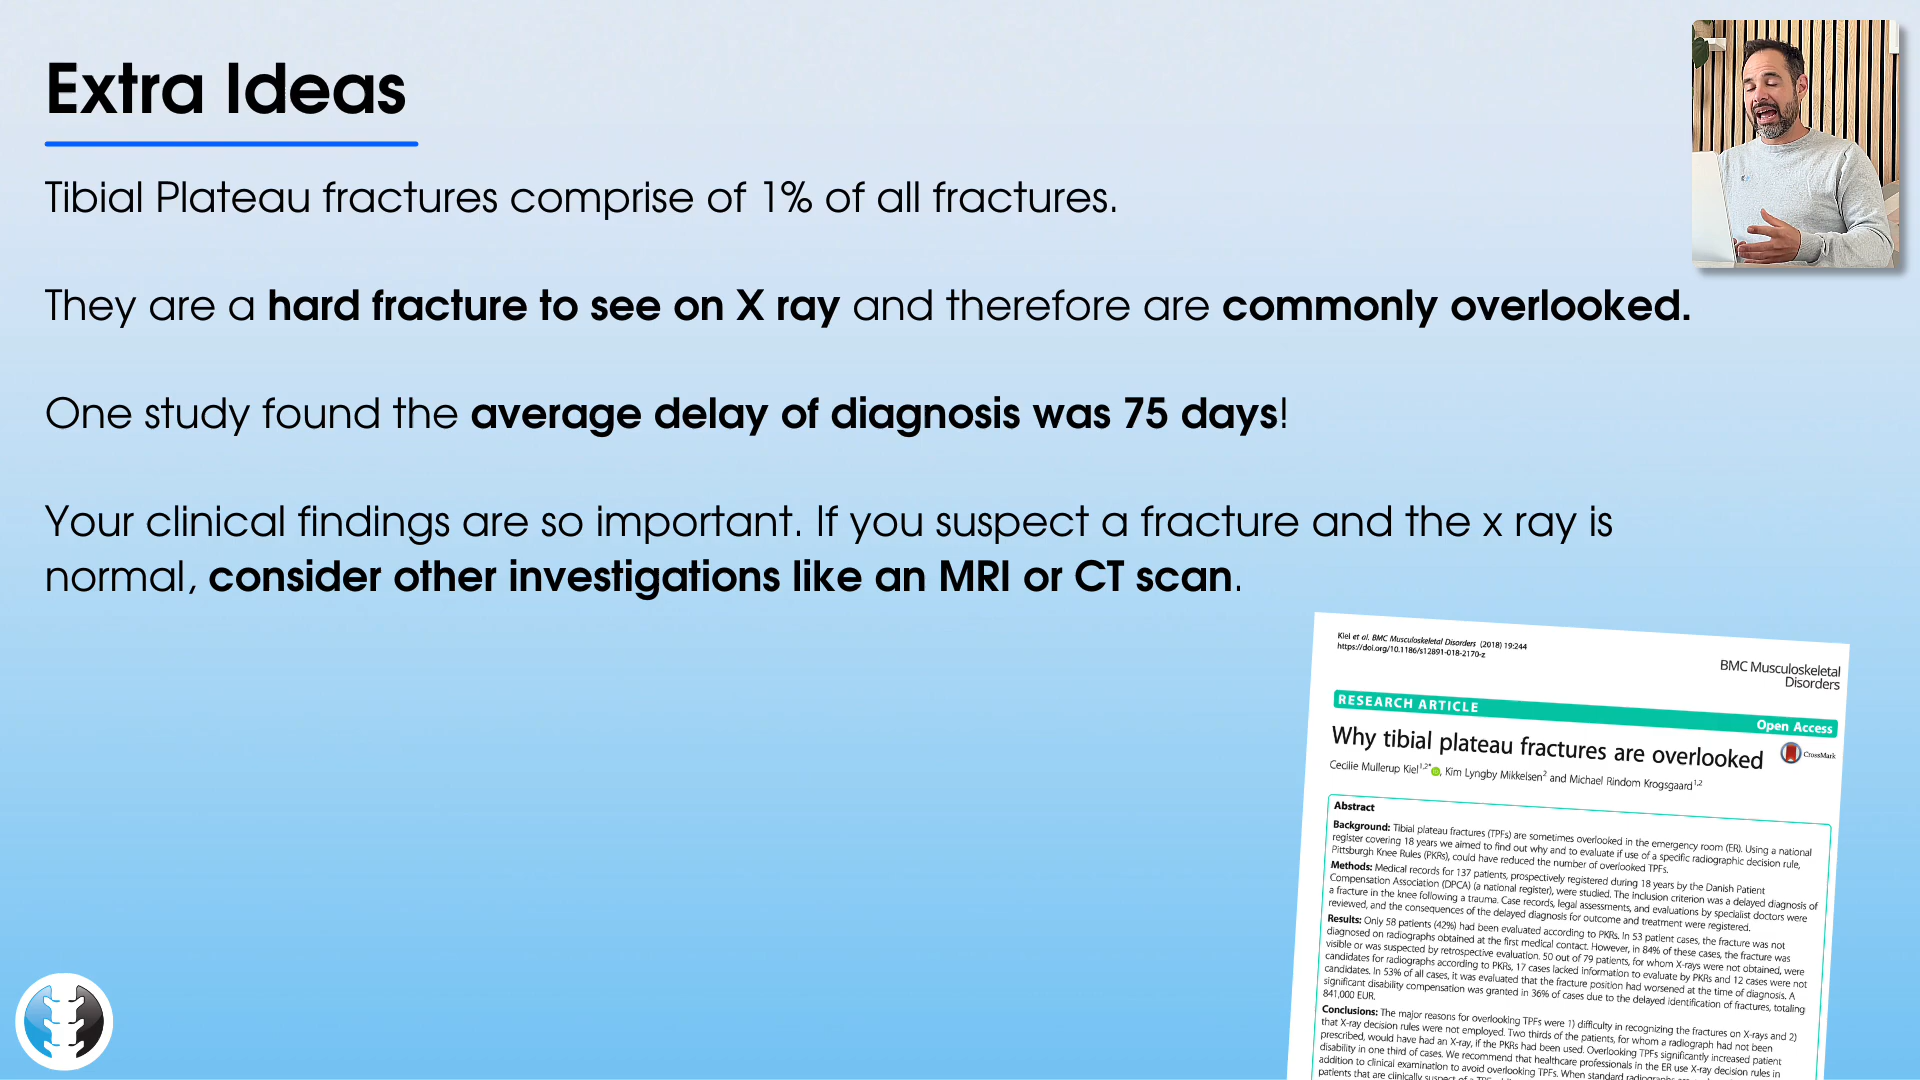 Extra Ideas
Tibial Plateau fractures comprise of 1% of all fractures.
They are a hard fracture to see on X ray and therefore are commonly overlooked.
One study found the average delay of diagnosis was 75 days!
Your clinical findings are so important. If you suspect a fracture and the x ray is
normal, consider other investigations like an MRI or CT scan.
Kiel et al. BMC Musculoskeletal Disorders (2018) 19:244
https://doi.org/10.1186/s12891-018-2170-z
BMC Musculoskeletal
Disorders
RESEARCH ARTICLE
Open Access
Why tibial plateau fractures are overlooked
CrossMark
Cecilie Mullerup Kiel1,2*, Kim Lyngby Mikkelsen2 and Michael Rindom Krogsgaard1,2
Abstract
Background: Tibial plateau fractures (TPFs) are sometimes overlooked in the emergency room (ER). Using a national
register covering 18 years we aimed to find out why and to evaluate if use of a specific radiographic decision rule,
Pittsburgh Knee Rules (PKRs), could have reduced the number of overlooked TPFs.
Methods: Medical records for 137 patients, prospectively registered during 18 years by the Danish Patient
Compensation Association (DPCA) (a national register), were studied. The inclusion criterion was a delayed diagnosis of
a fracture in the knee following a trauma. Case records, legal assessments, and evaluations by specialist doctors were
reviewed, and the consequences of the delayed diagnosis for outcome and treatment were registered.
Results: Only 58 patients (42%) had been evaluated according to PKRs. In 53 patient cases, the fracture was not
diagnosed on radiographs obtained at the first medical contact. However, in 84% of these cases, the fracture was
visible or was suspected by retrospective evaluation. 50 out of 79 patients, for whom X-rays were not obtained, were
candidates for radiographs according to PKRs, 17 cases lacked information to evaluate by PKRs and 12 cases were not
candidates. In 53% of all cases, it was evaluated that the fracture position had worsened at the time of diagnosis. A
significant disability compensation was granted in 36% of cases due to the delayed identification of fractures, totaling
841,000 EUR.
Conclusions: The major reasons for overlooking TPFs were 1) difficulty in recognizing the fractures on X-rays and 2)
that X-ray decision rules were not employed. Two thirds of the patients, for whom a radiograph had not been
prescribed, would have had an X-ray, if the PKRs had been used. Overlooking TPFs significantly increased patient
disability in one third of cases. We recommend that healthcare professionals in the ER use X-ray decision rules in
addition to clinical examination to avoid overlooking TPFs. When standard
patients that are clinically suspect of a